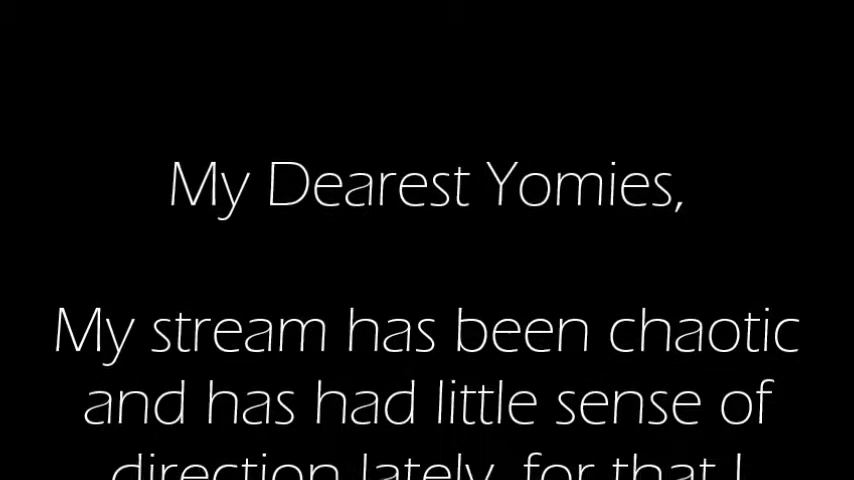 My Dearest Yomies,
My stream has been chaotic
and has had little sense of
direction lately, for that I